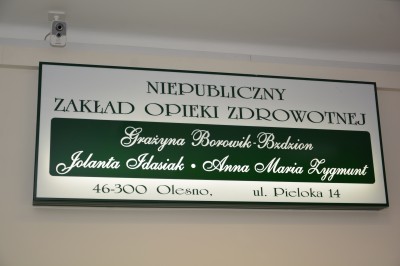 NIEPUBLICZNY
ZAKŁAD OPIEKI ZDROWOTNEJ
Grażyna Borowik-Bzdzion
Jolanta Idasiak • Anna Maria Zygmunt
46-300 Olesno, ul. Pieloka 14